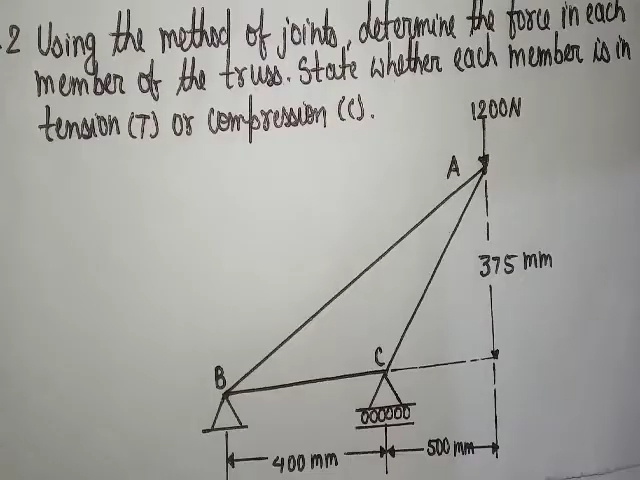 .2 Using the method of joints, determine the force in each
member of the truss. State whether each member is in
tension (T) or compression (C).
1200N
A
375 mm
C
B
400 mm
500 mm